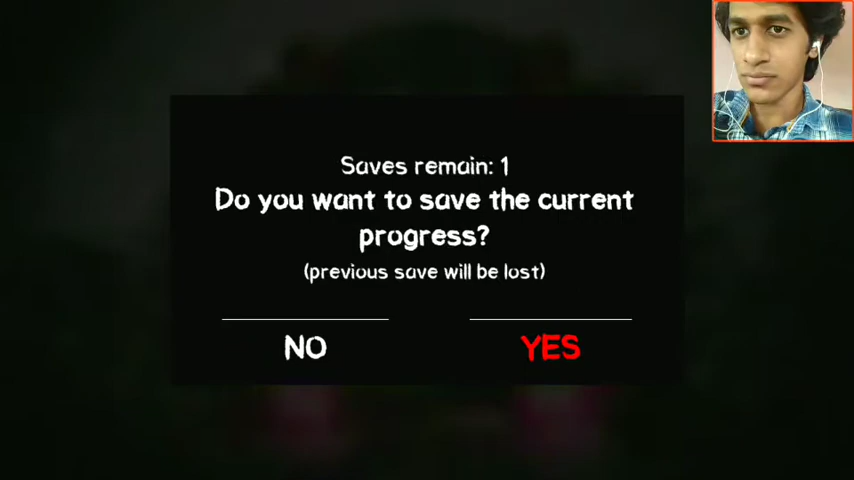 Saves remain: 1
Do you want to save the current
progress?
(previous save will be lost)
NO
YES